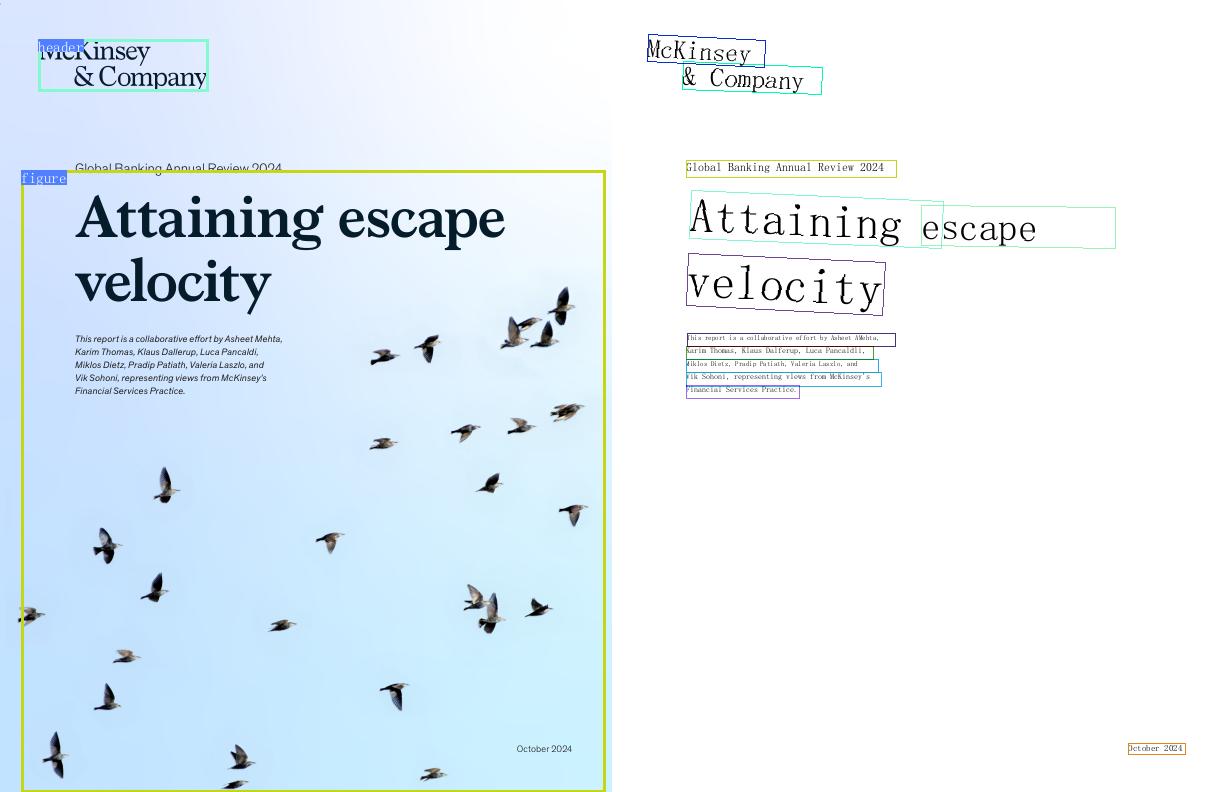 header
McKinsey
& Company
Global Banking Annual Review 2024
figure
Attaining escape
velocity
This report is a collaborative effort by Asheet Mehta,
Karim Thomas, Klaus Dallerup, Luca Pancaldi,
Miklos Dietz, Pradip Patiath, Valeria Laszlo, and
Vik Sohoni, representing views from McKinsey's
Financial Services Practice.
October 2024
McKinsey
& Company
Global Banking Annual Review 2024
Attaining escape
velocity
This report is a collaborative effort by Asheet AMehta,
Karim Thomas, Klaus Dalferup, Luca Pancaldli,
Miklos Dietz, Pradip Patiath, Valeria Laszlo, and
Vik Sohoni, representing views from McKinsey's
Financial Services Practice.
October 2024